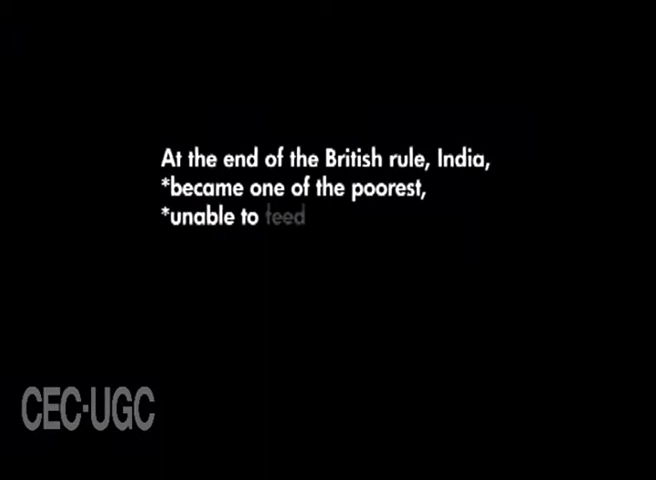 At the end of the British rule, India,
*became one of the poorest,
*unable to feed
CEC-UGC